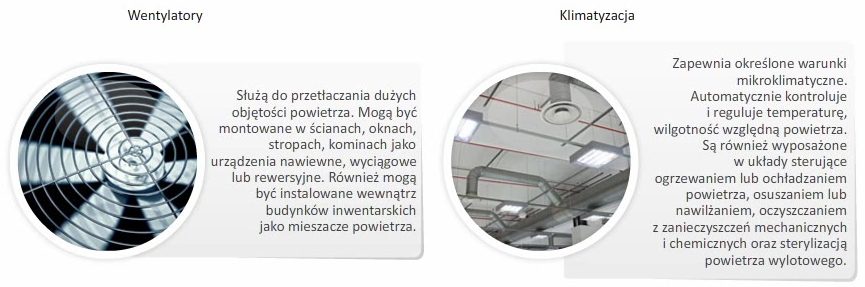 Wentylatory
Służą do przetłaczania dużych
objętości powietrza. Mogą być
montowane w ścianach, oknach,
stropach, kominach jako
urządzenia nawiewne, wyciągowe
lub rewersyjne. Również mogą
być instalowane wewnątrz
budynków inwentarskich
jako mieszacze powietrza.
Klimatyzacja
Zapewnia określone warunki
mikroklimatyczne.
Automatycznie kontroluje
i reguluje temperaturę,
wilgotność względną powietrza.
Są również wyposażone
w układy sterujące
ogrzewaniem lub ochładzaniem
powietrza, osuszaniem lub
nawilżaniem, oczyszczaniem
z zanieczyszczeń mechanicznych
i chemicznych oraz sterylizacją
powietrza wylotowego.